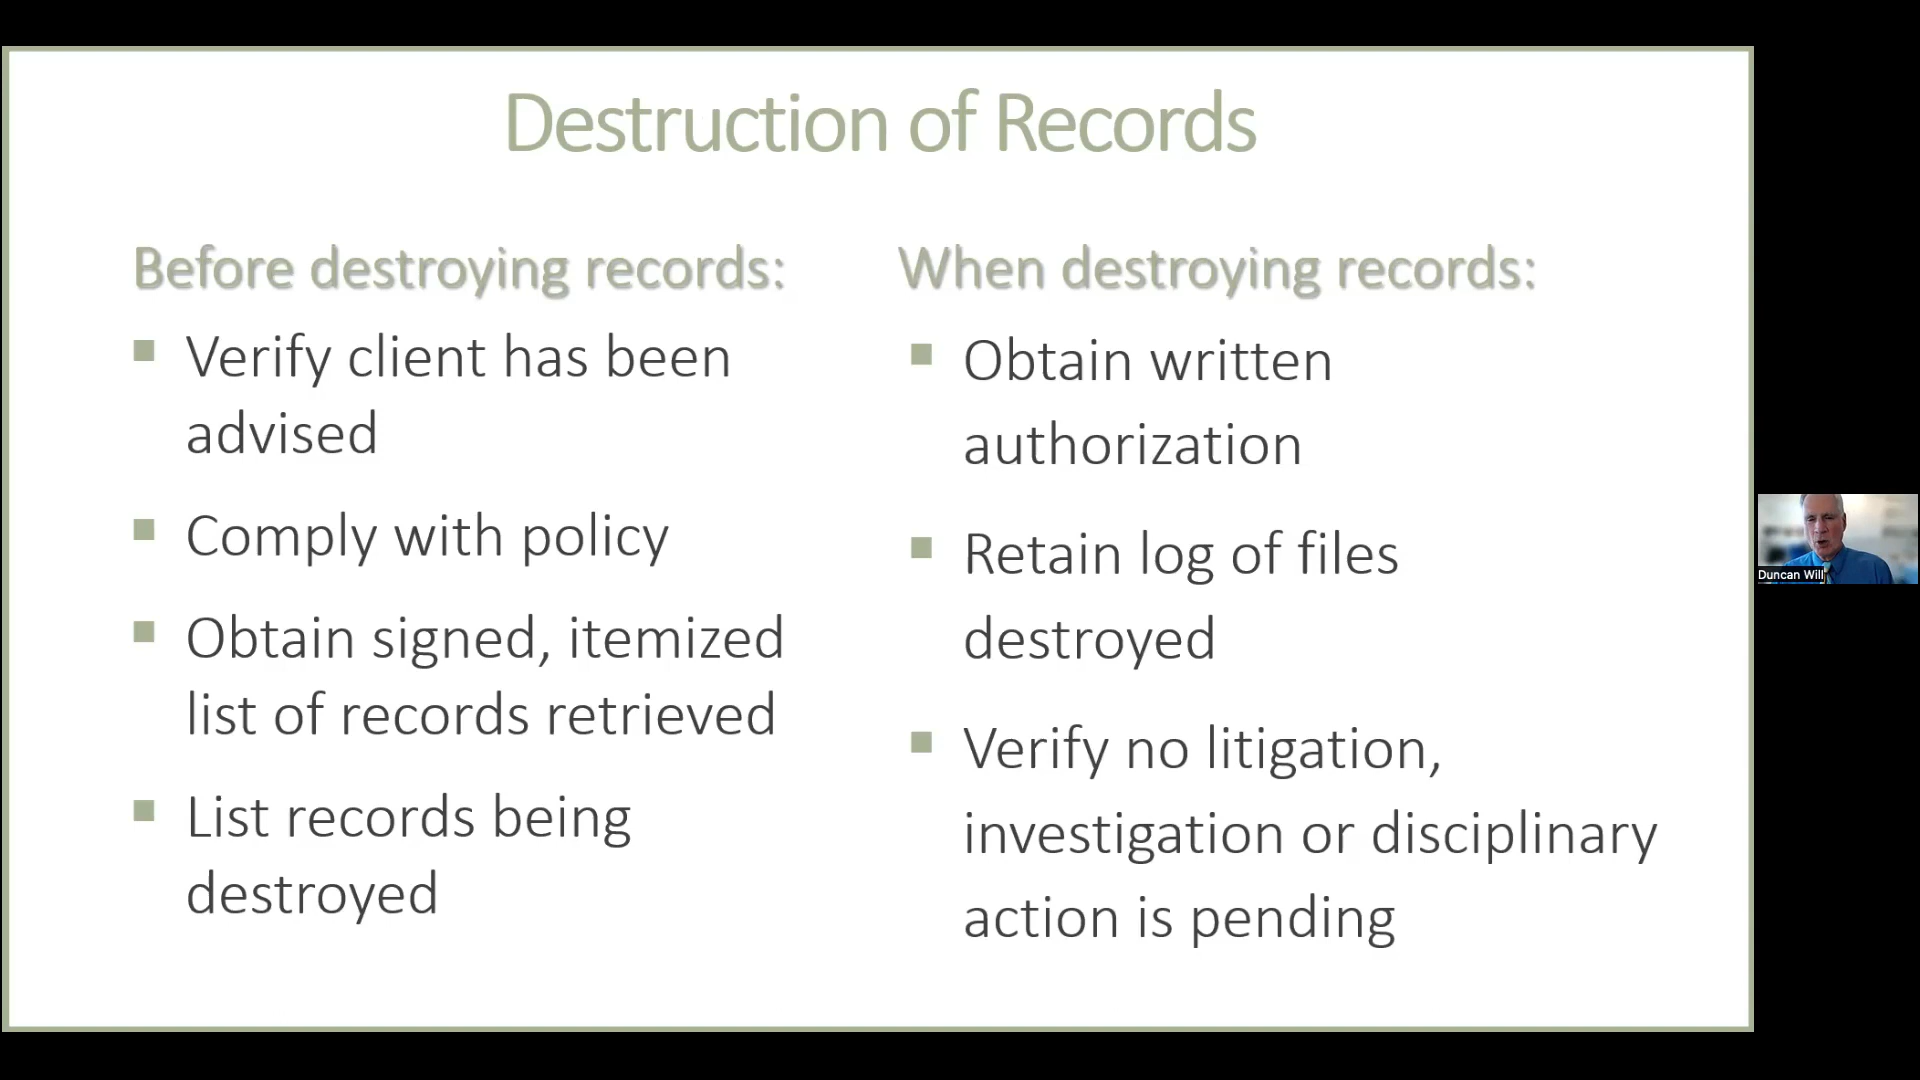 Destruction of Records
Before destroying records:
Verify client has been
advised
Comply with policy
Obtain signed, itemized
list of records retrieved
List records being
destroyed
When destroying records:
Obtain written
authorization
Retain log of files
destroyed
Verify no litigation,
investigation or disciplinary
action is pending
Duncan Will